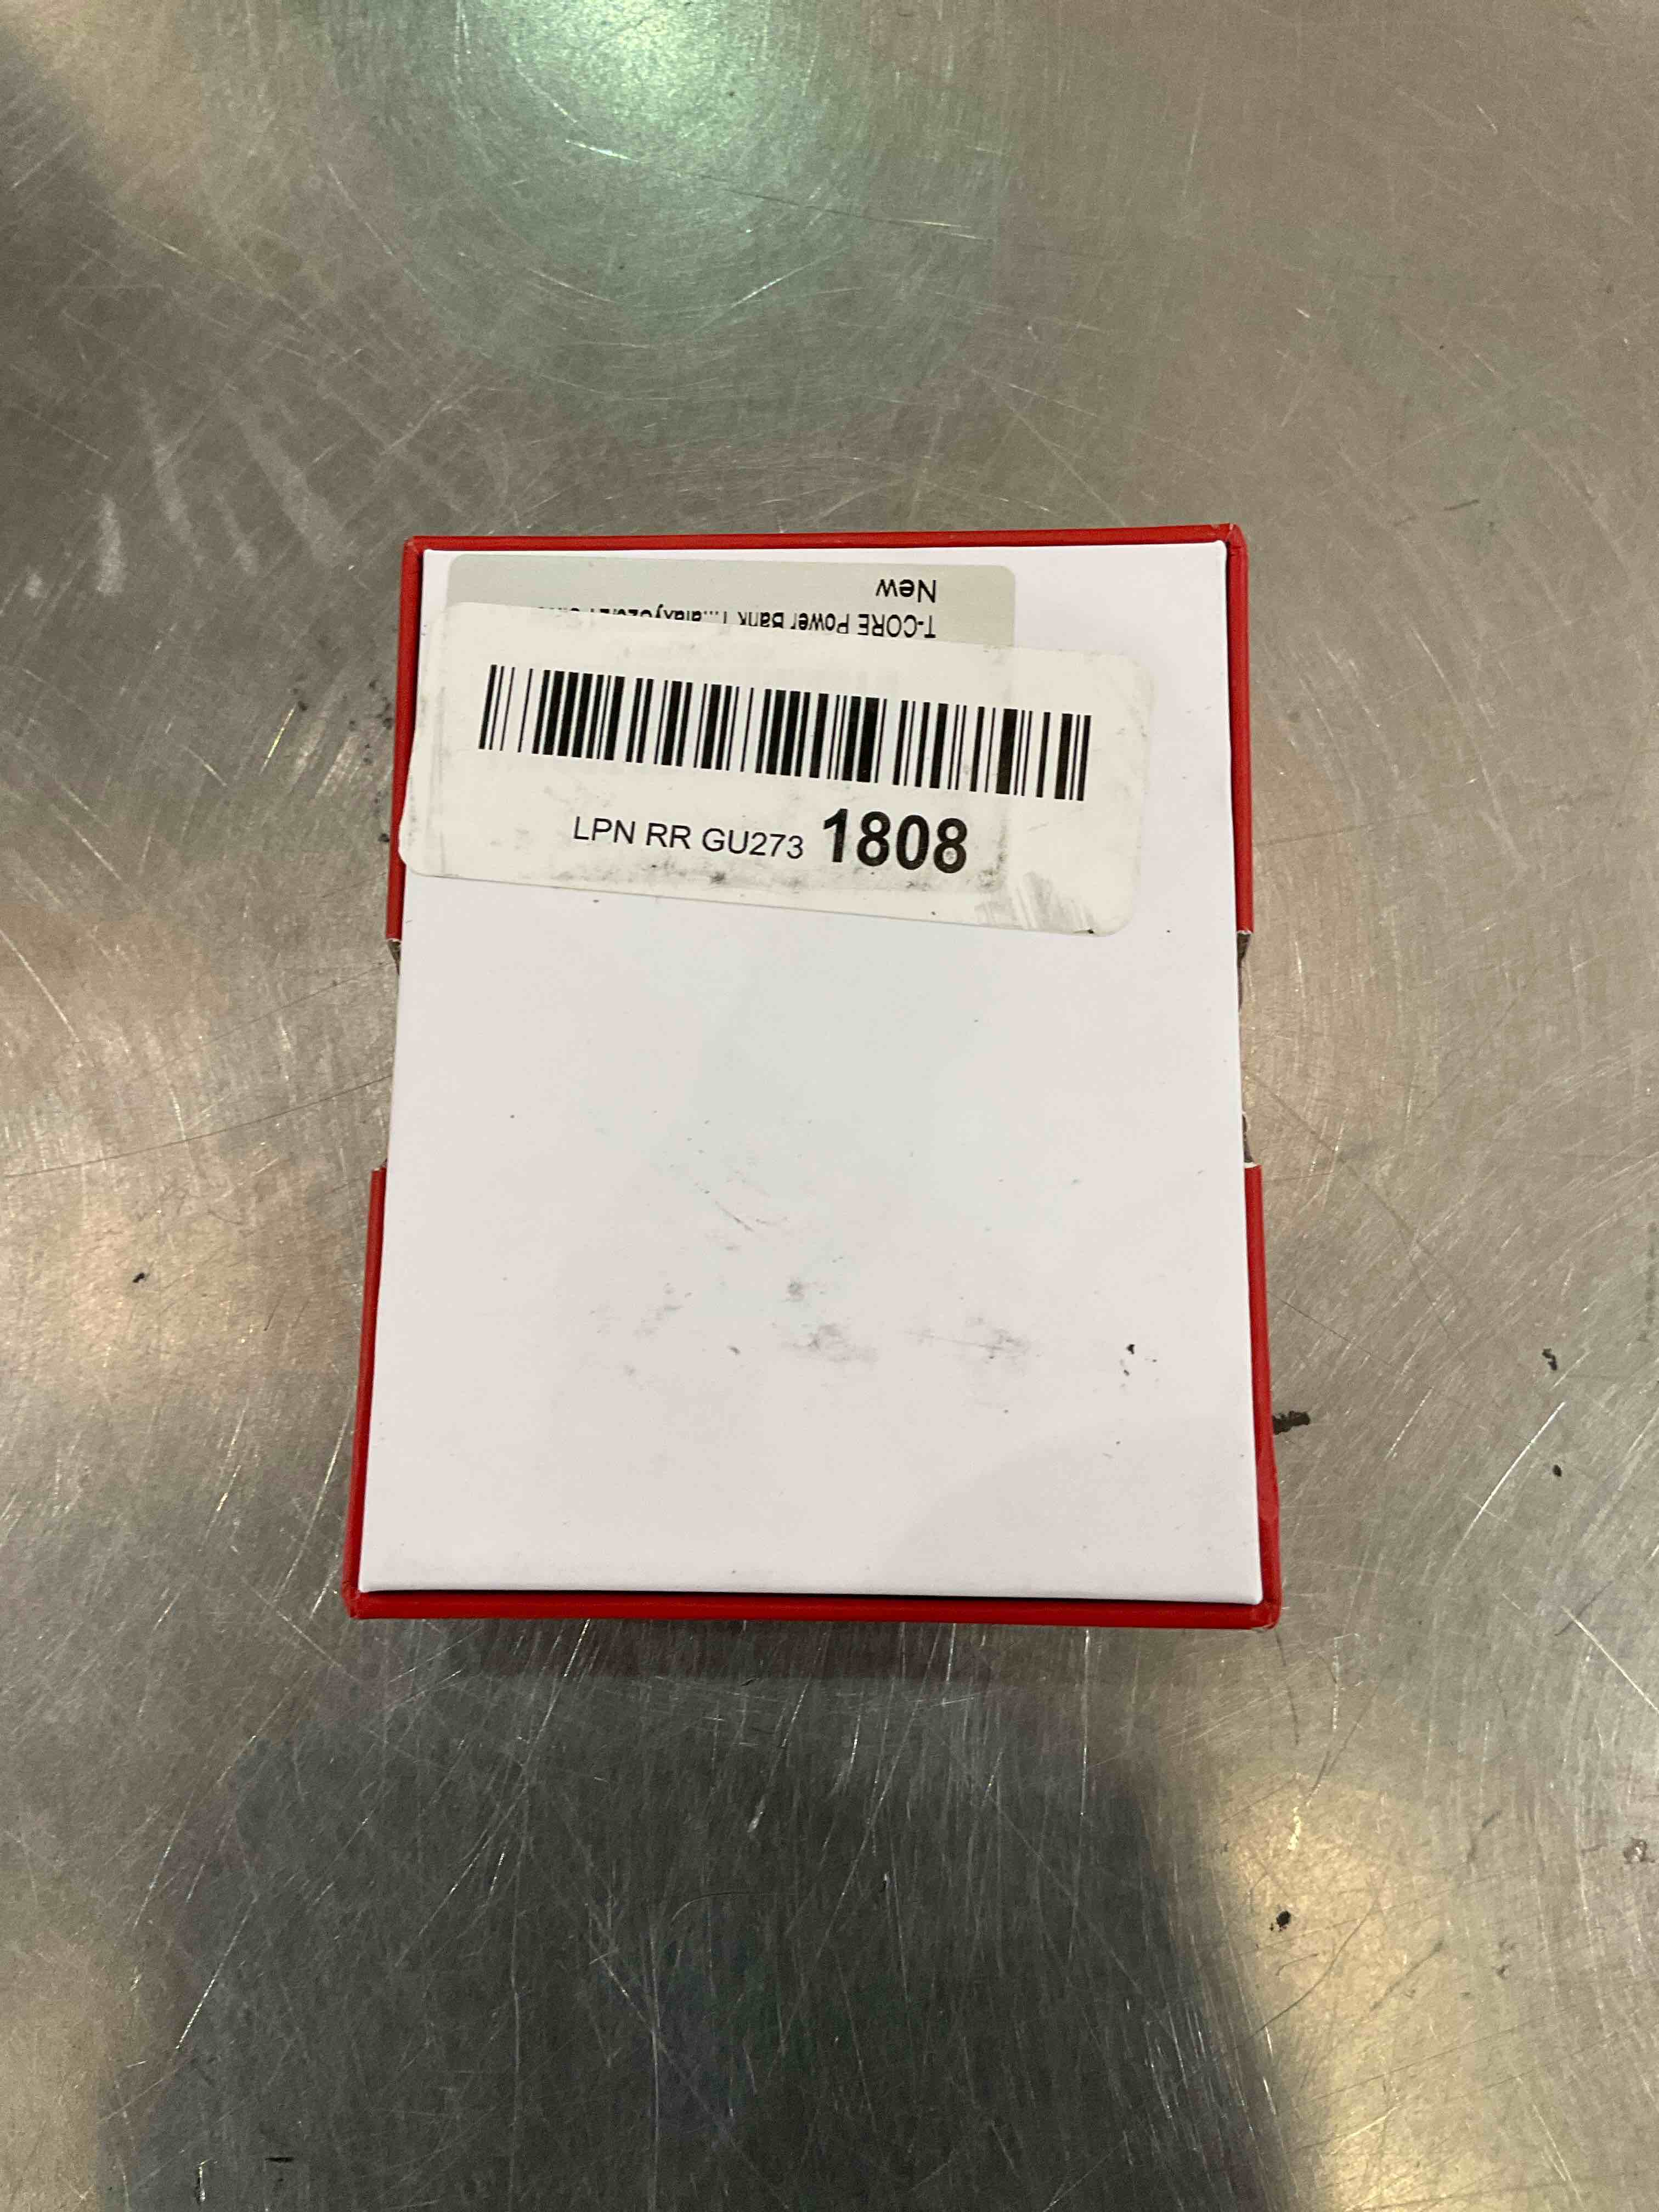 New
T-CORE Power Bank
LPN RR GU273 1808